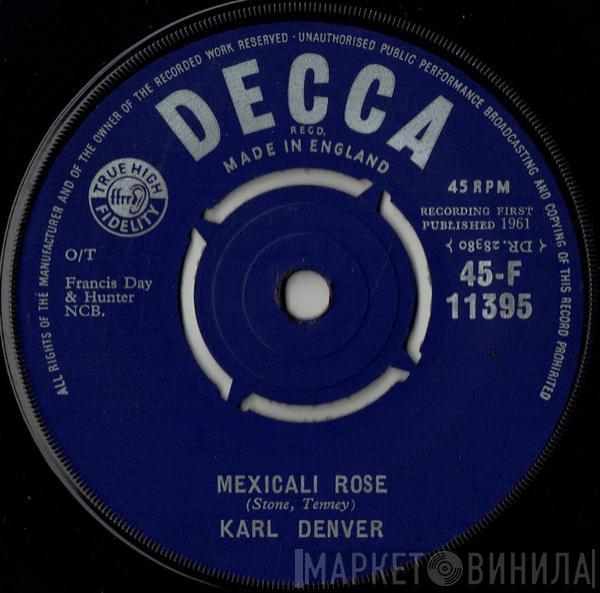 ALL RIGHTS OF THE MANUFACTURER AND OF THE OWNER OF THE RECORDED WORK RESERVED · UNAUTHORISED PUBLIC PERFORMANCE BROADCASTING AND COPYING OF THIS RECORD PROHIBITED
DECCA
REGD.
MADE IN ENGLAND
TRUE HIGH
ffrr
FIDELITY
O/T
Francis Day
& Hunter
NCB.
45 RPM
RECORDING FIRST
PUBLISHED 1961
DR. 28380
45-F
11395
MEXICALI ROSE
(Stone, Tenney)
KARL DENVER
МАРКЕТ ВИНИЛА